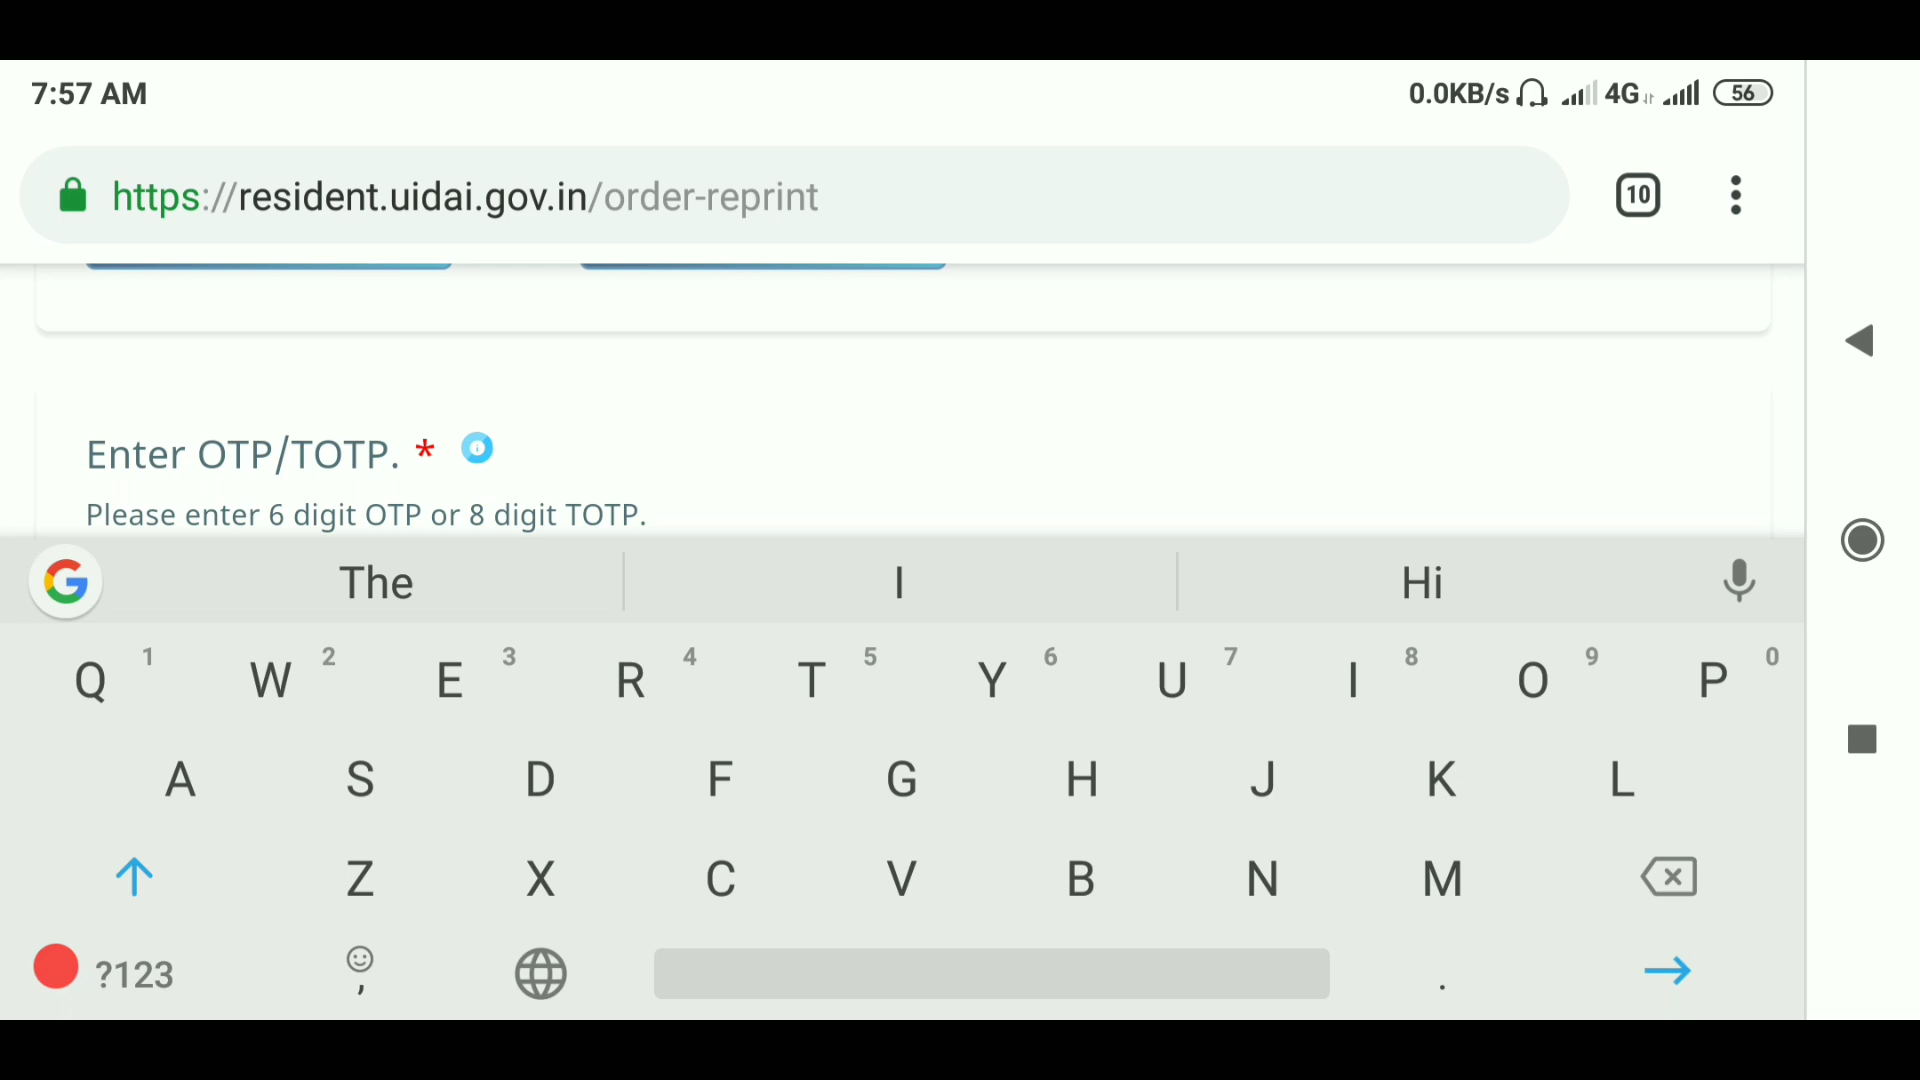 7:57 AM 0.0KB/s 4G 56
https://resident.uidai.gov.in/order-reprint 10
Enter OTP/TOTP. * i
Please enter 6 digit OTP or 8 digit TOTP.
G The I Hi
Q 1 W 2 E 3 R 4 T 5 Y 6 U 7 I 8 O 9 P 0
A S D F G H J K L
Z X C V B N M
?123 , .